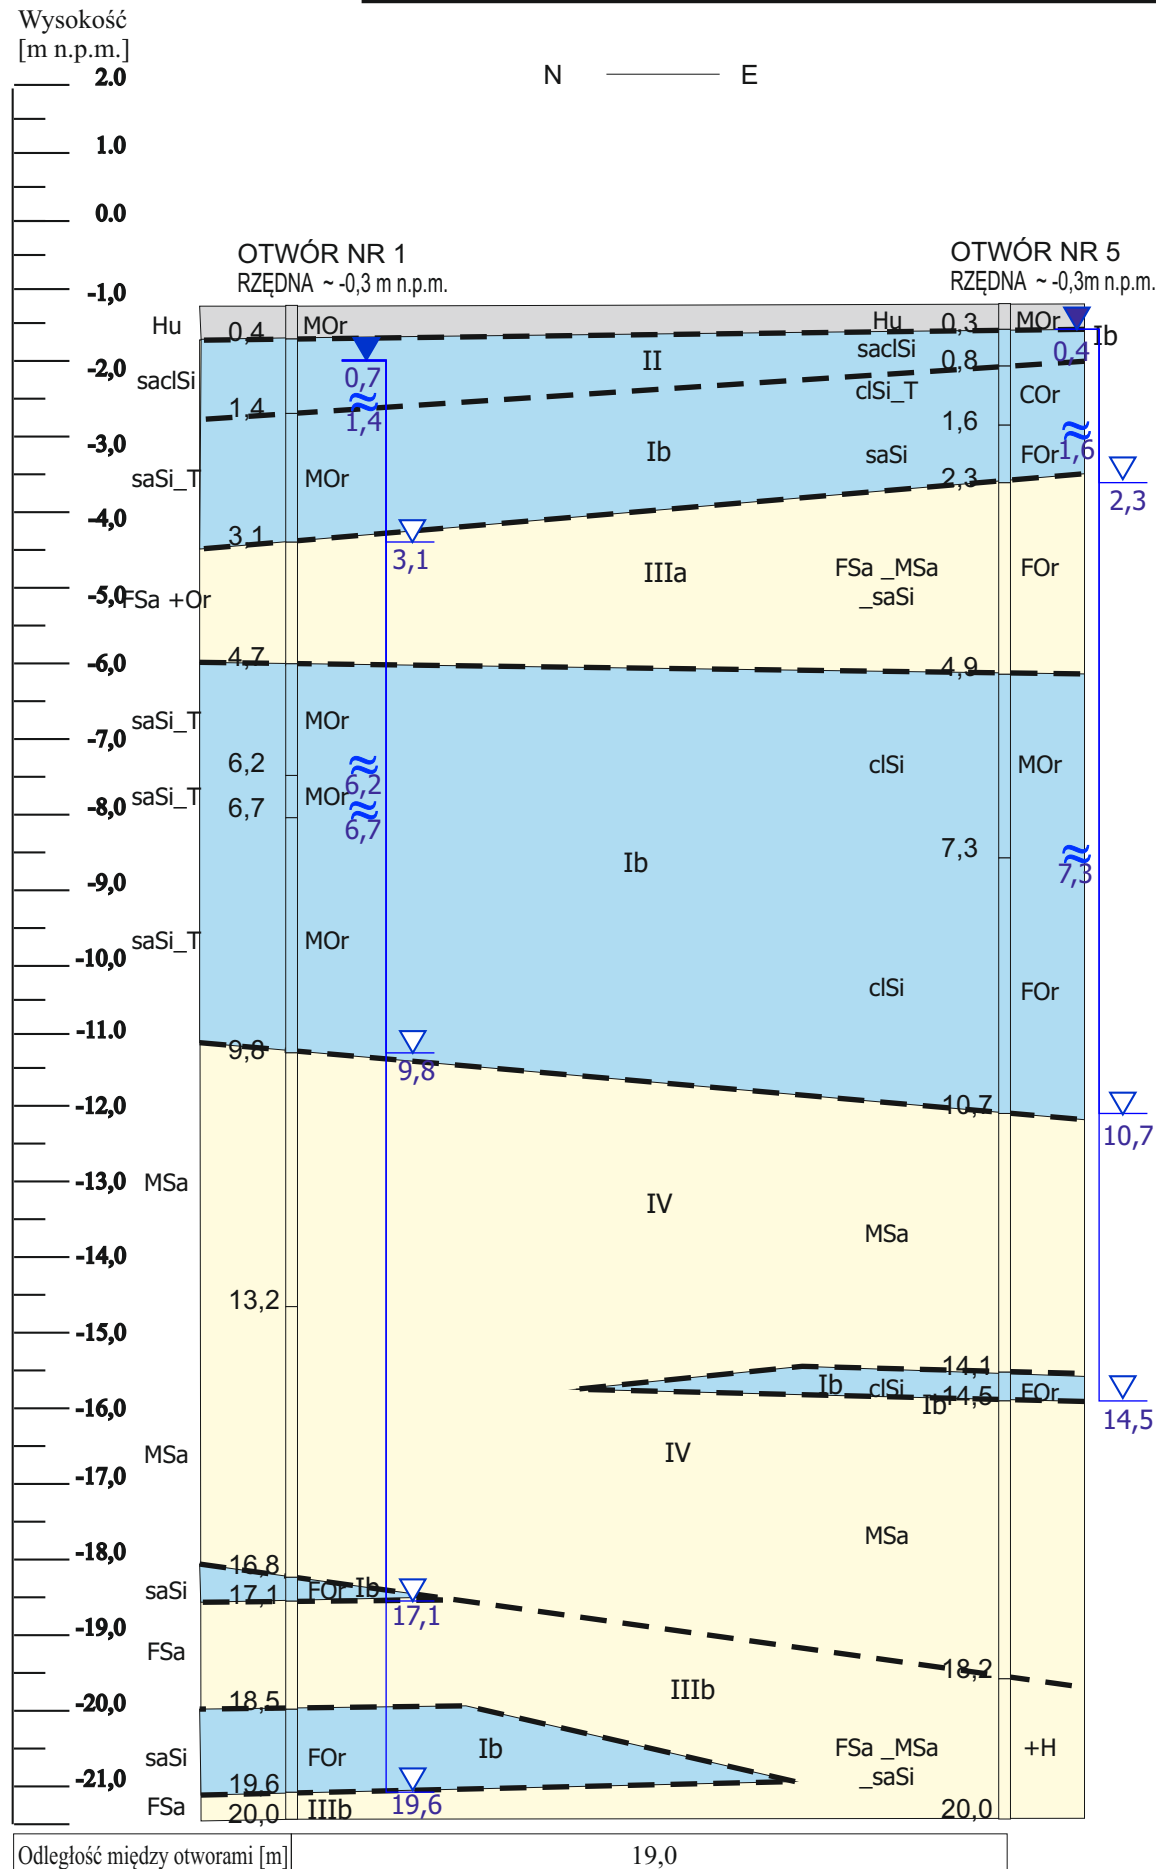 Wysokość
[m n.p.m.]
N E
2.0
1.0
0.0
-1,0
-2,0
-3,0
-4,0
-5,0
-6,0
-7,0
-8,0
-9,0
-10,0
-11.0
-12,0
-13,0
-14,0
-15,0
-16,0
-17,0
-18,0
-19,0
-20,0
-21,0
OTWÓR NR 1
RZĘDNA ~ -0,3 m n.p.m.
OTWÓR NR 5
RZĘDNA ~ -0,3m n.p.m.
Hu
0,4
MOr
saclSi
0,7
1,4
1,4
saSi_T
MOr
3,1
3,1
FSa +Or
4,7
saSi_T
MOr
6,2
6,2
saSi_T
MOr
6,7
6,7
saSi_T
MOr
9,8
9,8
MSa
13,2
MSa
16,8
saSi
FOr
Ib
17,1
17,1
FSa
18,5
saSi
FOr
Ib
19,6
19,6
FSa
20,0
IIIb
II
Ib
IIIa
Ib
IV
IV
IIIb
Hu
0,3
MOr
Ib
saclSi
0,8
0,4
clSi_T
COr
1,6
1,6
saSi
FOr
2,3
2,3
FSa _MSa
_saSi
FOr
4,9
clSi
MOr
7,3
7,3
clSi
FOr
10,7
10,7
MSa
14,1
Ib
clSi
FOr
14,5
Ib
14,5
MSa
18,2
FSa _MSa
_saSi
+H
20,0
Odległość między otworami [m]
19,0